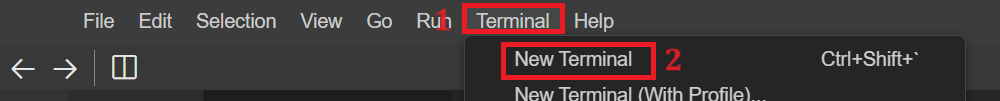 File Edit Selection View Go Run 1 Terminal Help
New Terminal 2 Ctrl+Shift+`
New Terminal (With Profile)...